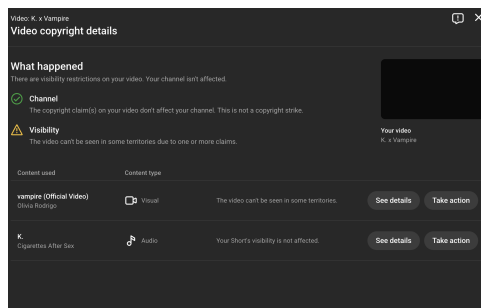 Video: K. x Vampire
Video copyright details
What happened
There are visibility restrictions on your video. Your channel isn't affected.
Channel
The copyright claim(s) on your video don't affect your channel. This is not a copyright strike.
Visibility
The video can't be seen in some territories due to one or more claims.
Your video
K. x Vampire
Content used Content type
vampire (Official Video)
Olivia Rodrigo
Visual
The video can't be seen in some territories.
See details Take action
K.
Cigarettes After Sex
Audio
Your Short's visibility is not affected.
See details Take action